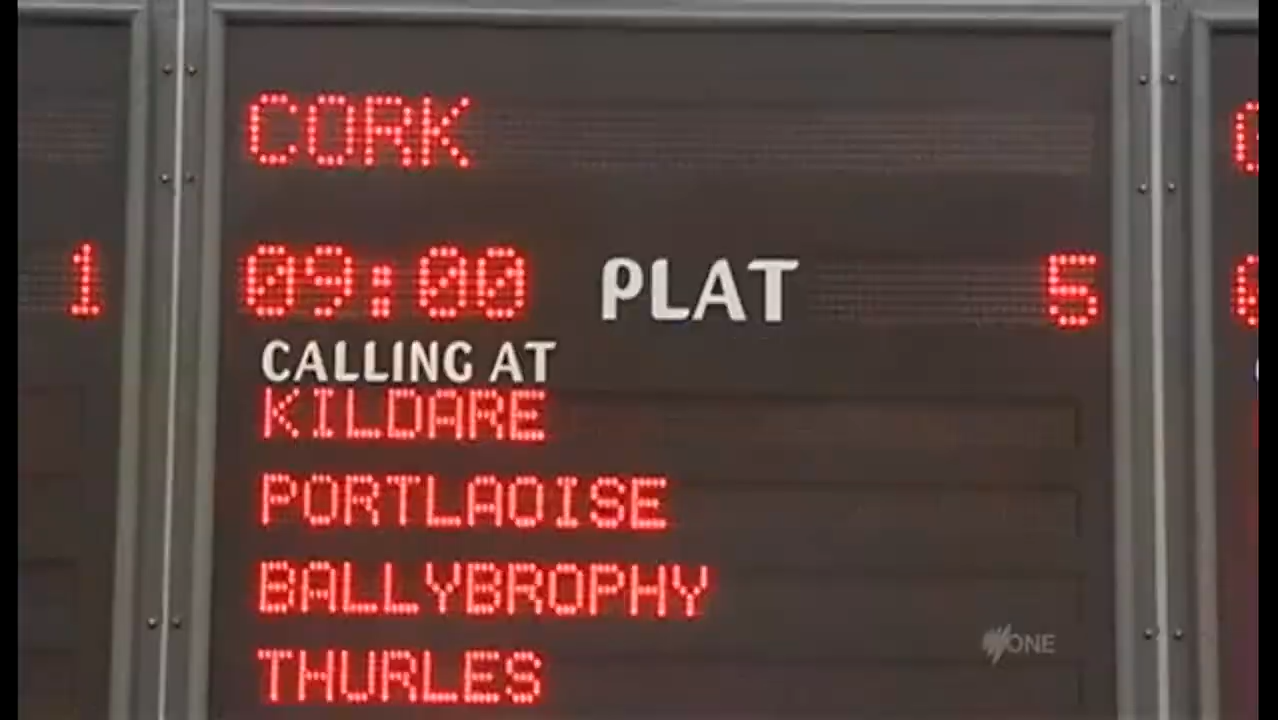 CORK
1 09:00 PLAT 5
CALLING AT
KILDARE
PORTLAOISE
BALLYBROPHY
THURLES
ONE